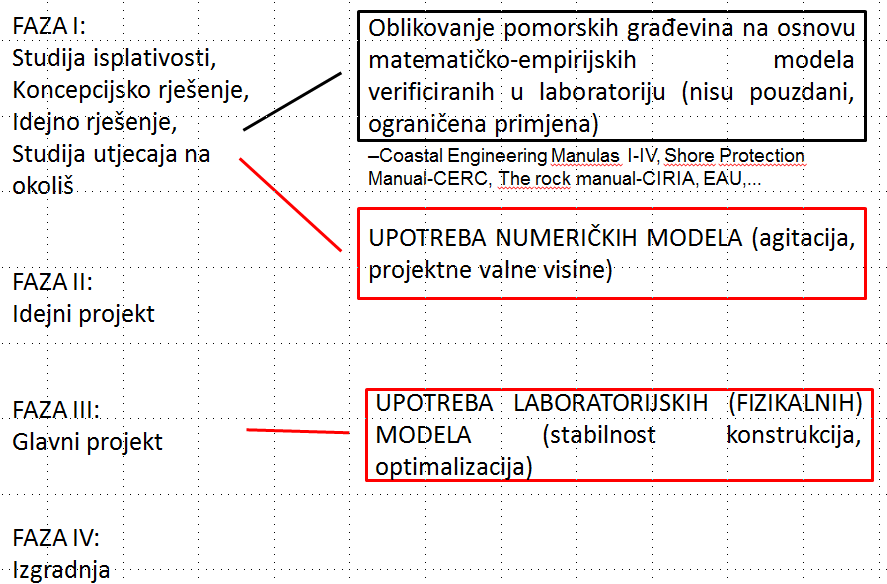 FAZA I:
Studija isplativosti,
Koncepcijsko rješenje,
Idejno rješenje,
Studija utjecaja na
okoliš
Oblikovanje pomorskih građevina na osnovu
matematičko-empirijskih modela
verificiranih u laboratoriju (nisu pouzdani,
ograničena primjena)
–Coastal Engineering Manulas I-IV, Shore Protection
Manual-CERC, The rock manual-CIRIA, EAU,...
UPOTREBA NUMERIČKIH MODELA (agitacija,
projektne valne visine)
FAZA II:
Idejni projekt
FAZA III:
Glavni projekt
UPOTREBA LABORATORIJSKIH (FIZIKALNIH)
MODELA (stabilnost konstrukcija,
optimalizacija)
FAZA IV:
Izgradnja